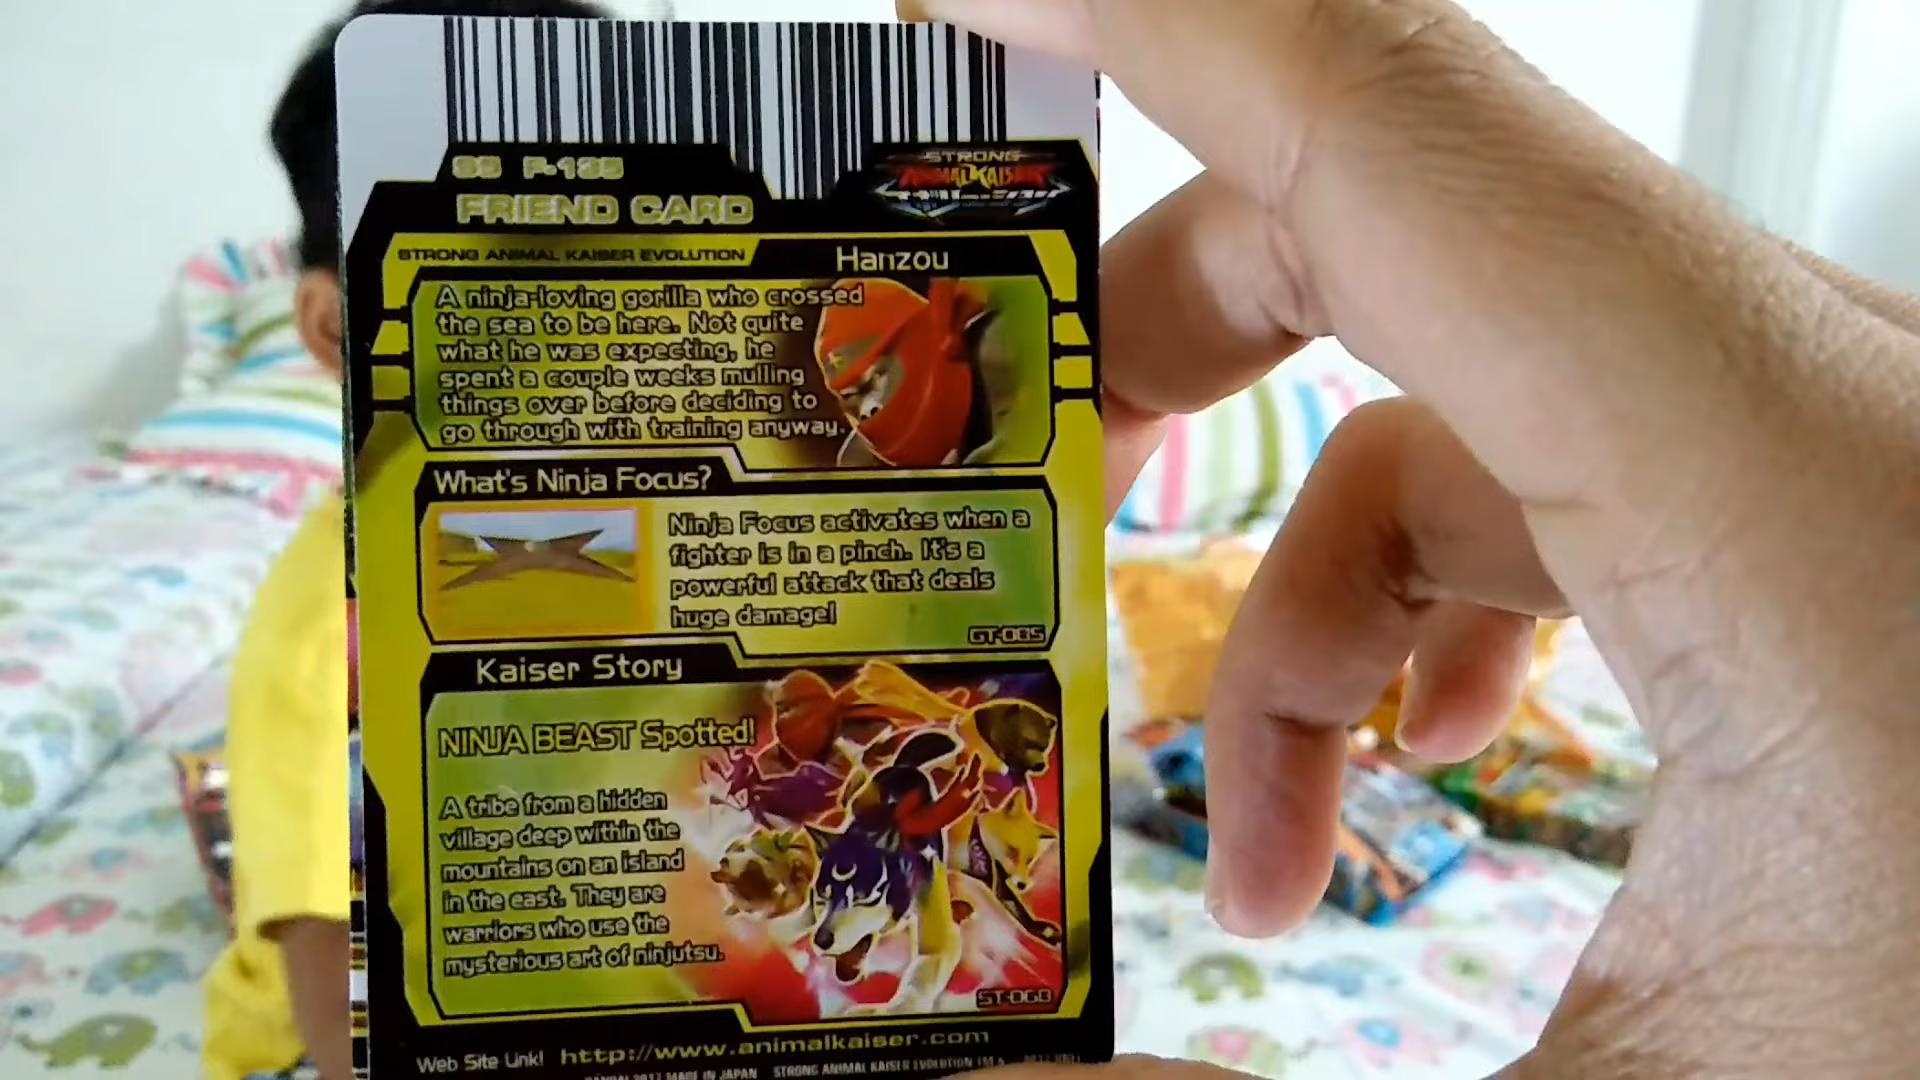 FRIEND CARD
STRONG
ANIMAL KAISER
STRONG ANIMAL KAISER EVOLUTION
Hanzou
A ninja-loving gorilla who crossed
the sea to be here. Not quite
what he was expecting, he
spent a couple weeks mulling
things over before deciding to
go through with training anyway.
What's Ninja Focus?
Ninja Focus activates when a
fighter is in a pinch. It's a
powerful attack that deals
huge damage!
GT-085
Kaiser Story
NINJA BEAST Spotted!
A tribe from a hidden
village deep within the
mountains on an island
in the east. They are
warriors who use the
mysterious art of ninjutsu.
Web Site Link! http://www.animalkaiser.com
MADE IN JAPAN STRONG ANIMAL KAISER EVOLUTION